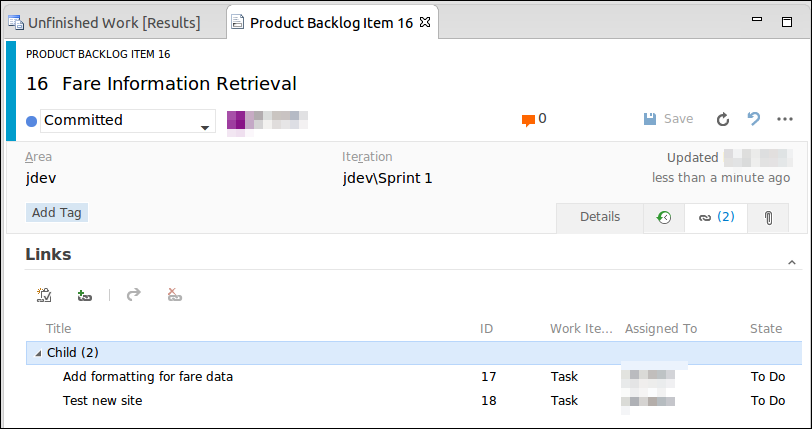 Unfinished Work [Results]
Product Backlog Item 16
PRODUCT BACKLOG ITEM 16
16 Fare Information Retrieval
Committed
0
Save
Area
Iteration
Updated
jdev
jdev\Sprint 1
less than a minute ago
Add Tag
Details
(2)
Links
Title ID Work Ite... Assigned To State
Child (2)
Add formatting for fare data 17 Task To Do
Test new site 18 Task To Do